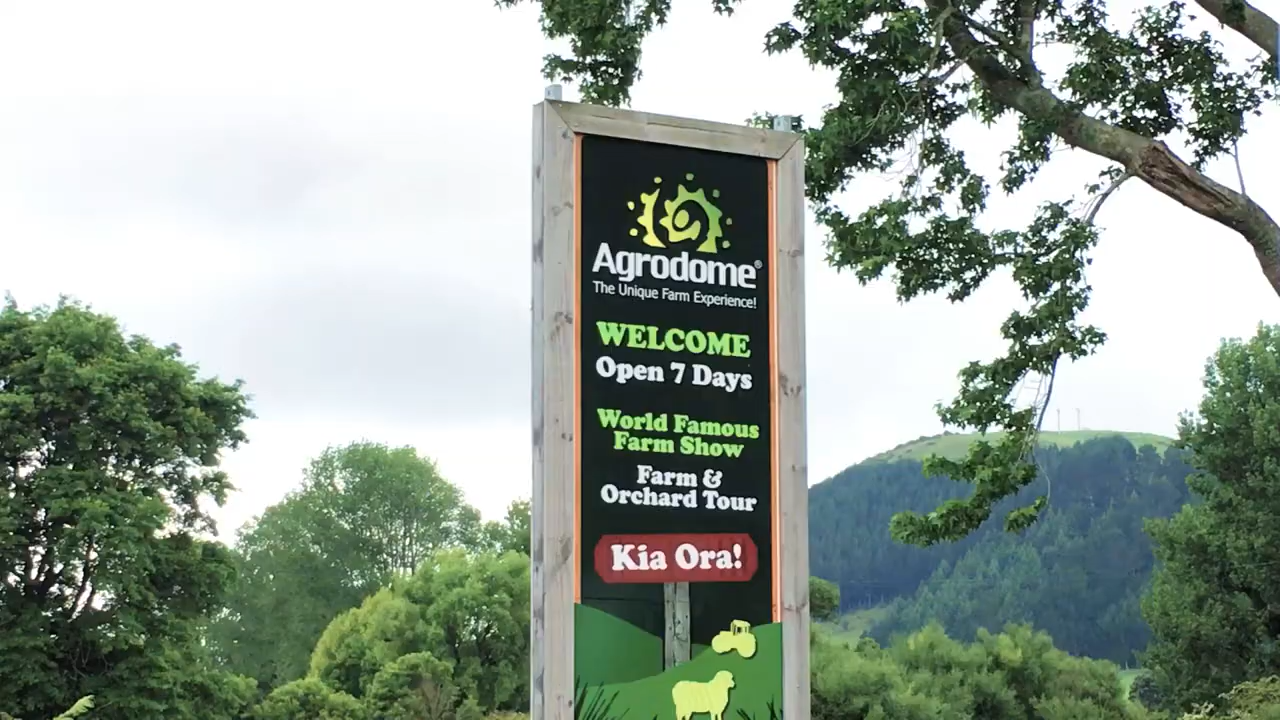 Agrodome®
The Unique Farm Experience!
WELCOME
Open 7 Days
World Famous
Farm Show
Farm &
Orchard Tour
Kia Ora!